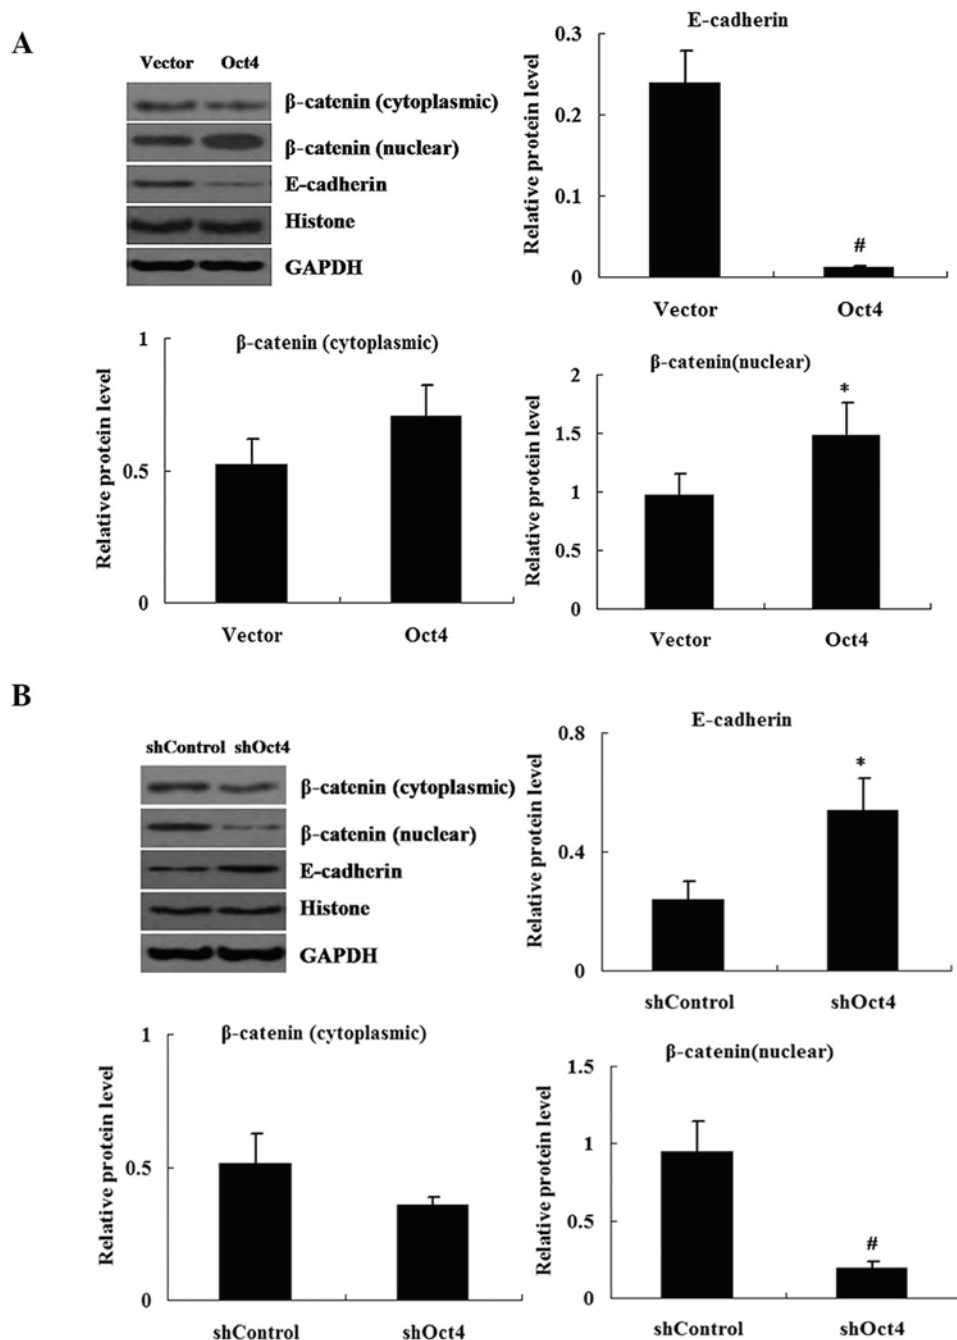 A
Vector Oct4
β-catenin (cytoplasmic)
β-catenin (nuclear)
E-cadherin
Histone
GAPDH
E-cadherin
Relative protein level
0.3
0.2
0.1
0
#
Vector Oct4
β-catenin (cytoplasmic)
Relative protein level
1
0.5
0
Vector Oct4
β-catenin(nuclear)
Relative protein level
2
1.5
1
0.5
0
*
Vector Oct4
B
shControl shOct4
β-catenin (cytoplasmic)
β-catenin (nuclear)
E-cadherin
Histone
GAPDH
E-cadherin
Relative protein level
0.8
0.4
0
*
shControl shOct4
β-catenin (cytoplasmic)
Relative protein level
1
0.5
0
shControl shOct4
β-catenin(nuclear)
Relative protein level
1.5
1
0.5
0
#
shControl shOct4